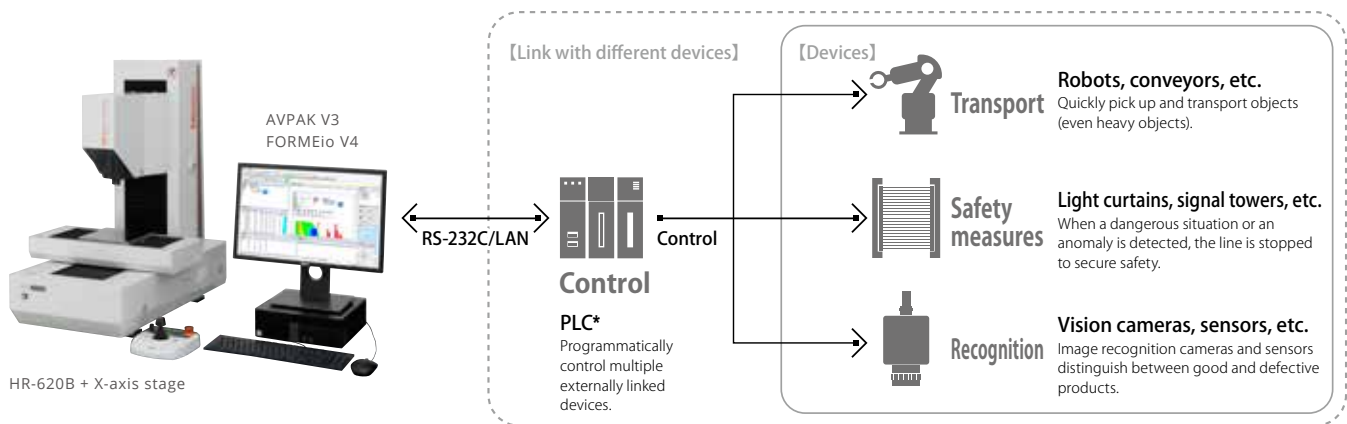 【Link with different devices】
【Devices】
AVPAK V3
FORMEio V4
HR-620B + X-axis stage
RS-232C/LAN
Control
PLC*
Programmatically
control multiple
externally linked
devices.
Control
Transport
Robots, conveyors, etc.
Quickly pick up and transport objects
(even heavy objects).
Safety
measures
Light curtains, signal towers, etc.
When a dangerous situation or an
anomaly is detected, the line is stopped
to secure safety.
Recognition
Vision cameras, sensors, etc.
Image recognition cameras and sensors
distinguish between good and defective
products.